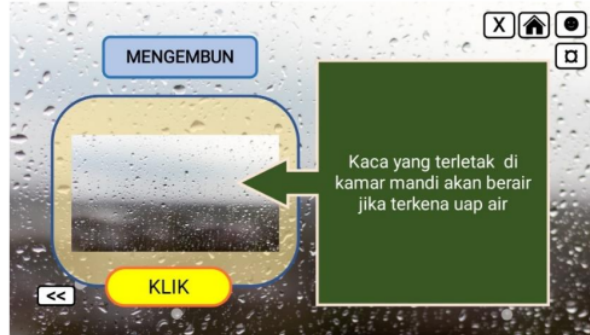 X
MENGEMBUN
Kaca yang terletak di
kamar mandi akan berair
jika terkena uap air
KLIK
<<